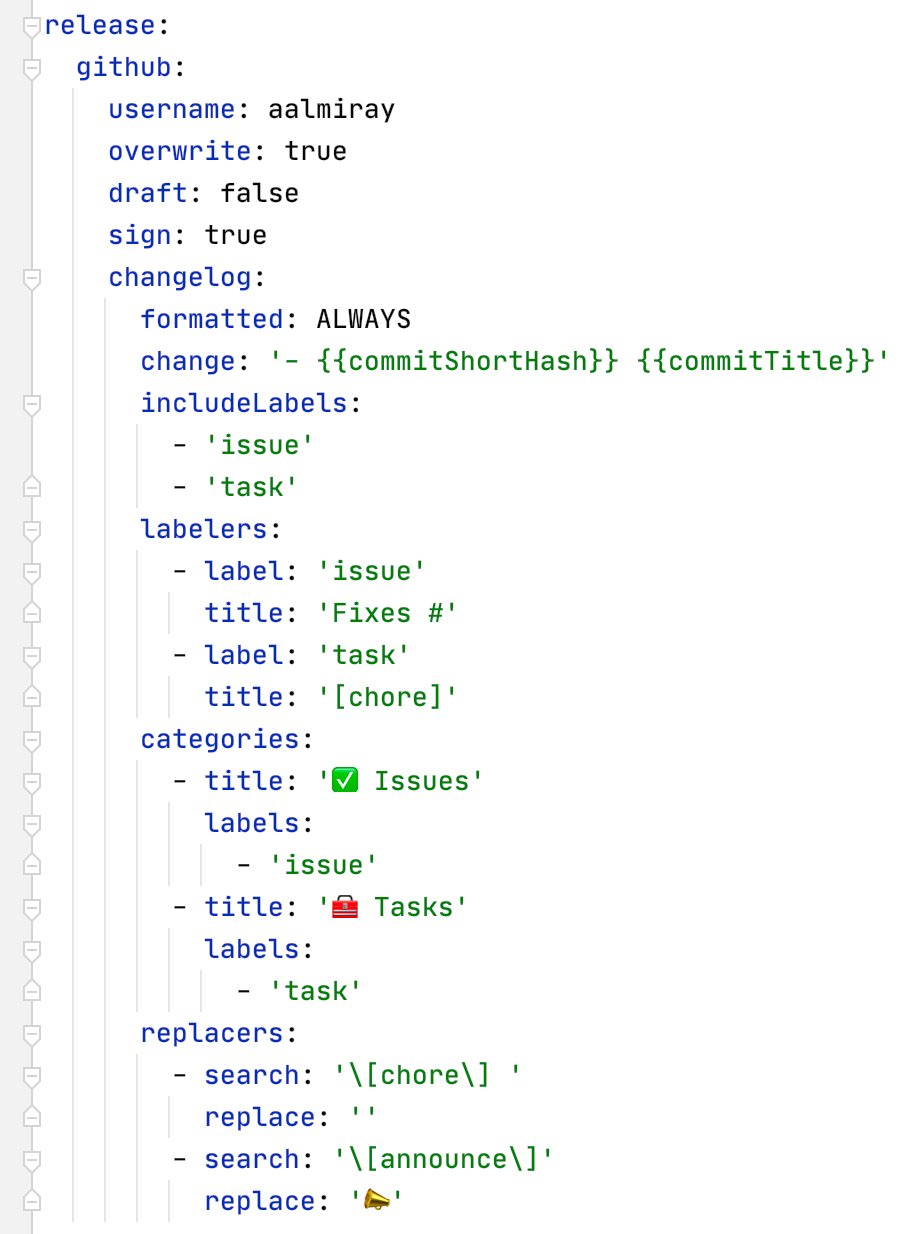 release:
  github:
    username: aalmiray
    overwrite: true
    draft: false
    sign: true
    changelog:
      formatted: ALWAYS
      change: '- {{commitShortHash}} {{commitTitle}}'
      includeLabels:
        - 'issue'
        - 'task'
      labelers:
        - label: 'issue'
          title: 'Fixes #'
        - label: 'task'
          title: '[chore]'
      categories:
        - title: '✅ Issues'
          labels:
            - 'issue'
        - title: '🧰 Tasks'
          labels:
            - 'task'
      replacers:
        - search: '\[chore\] '
          replace: ''
        - search: '\[announce\]'
          replace: '📣'